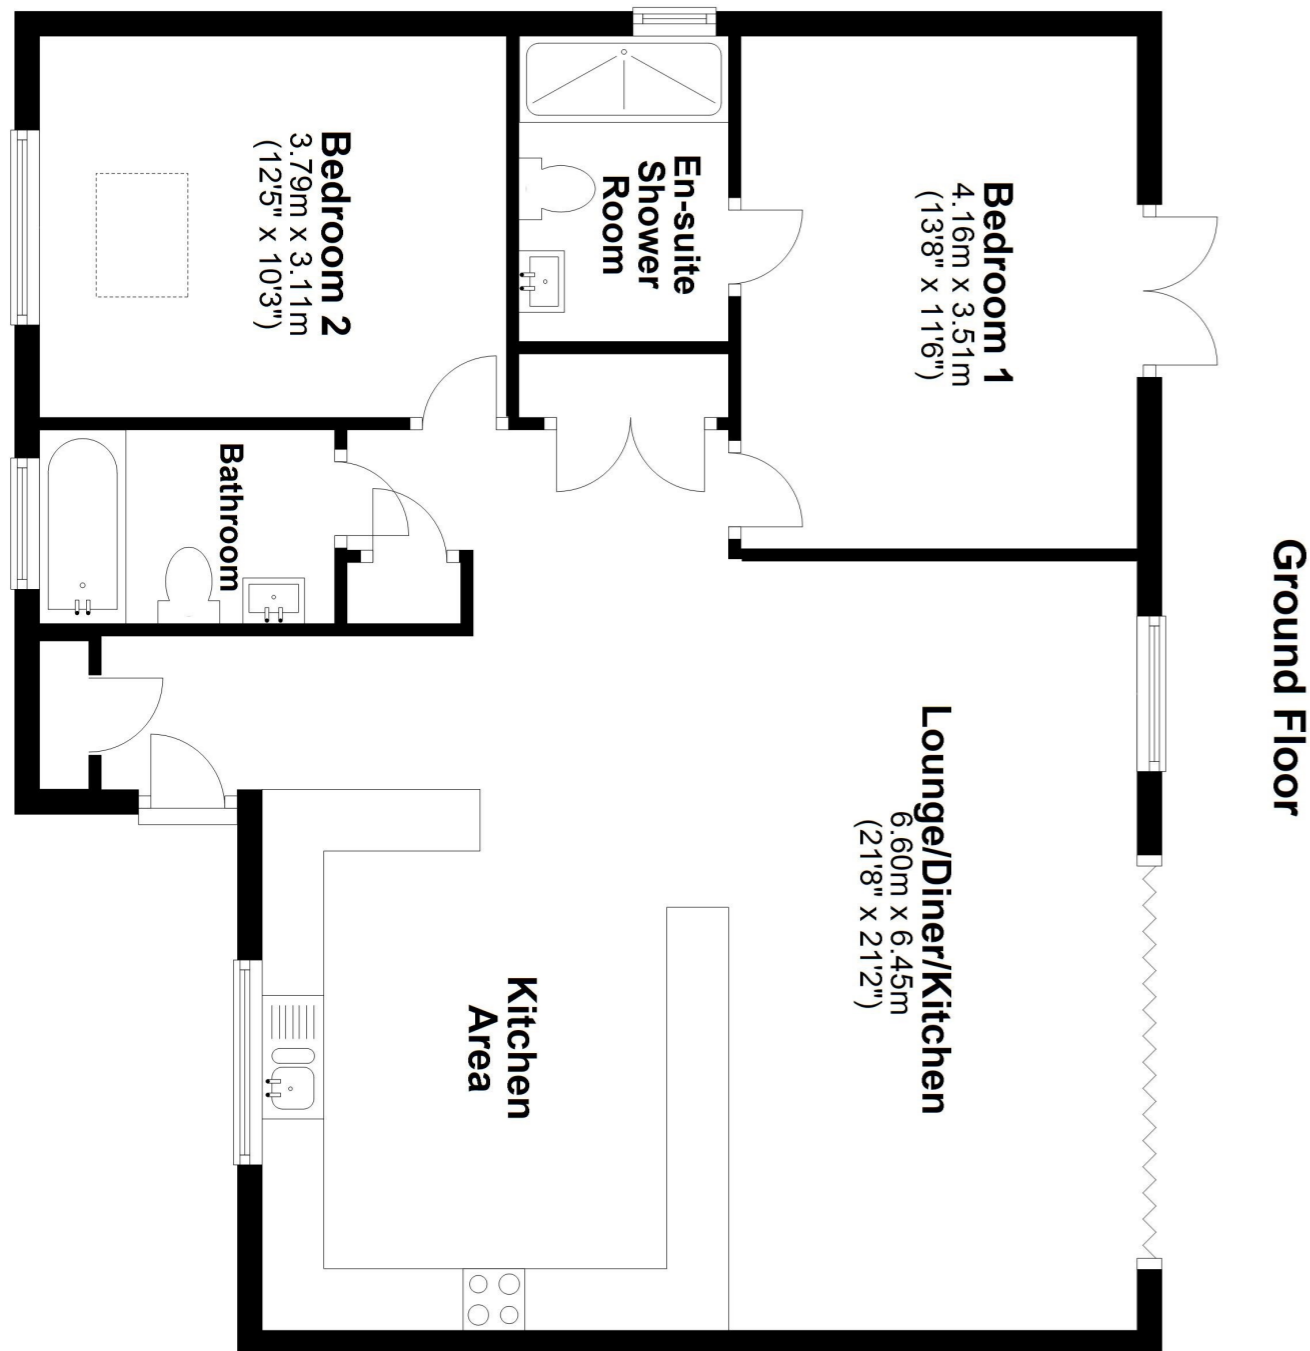 Ground Floor
Bedroom 1
4.16m x 3.51m
(13'8" x 11'6")
Lounge/Diner/Kitchen
6.60m x 6.45m
(21'8" x 21'2")
En-suite
Shower
Room
Kitchen
Area
Bedroom 2
3.79m x 3.11m
(12'5" x 10'3")
Bathroom